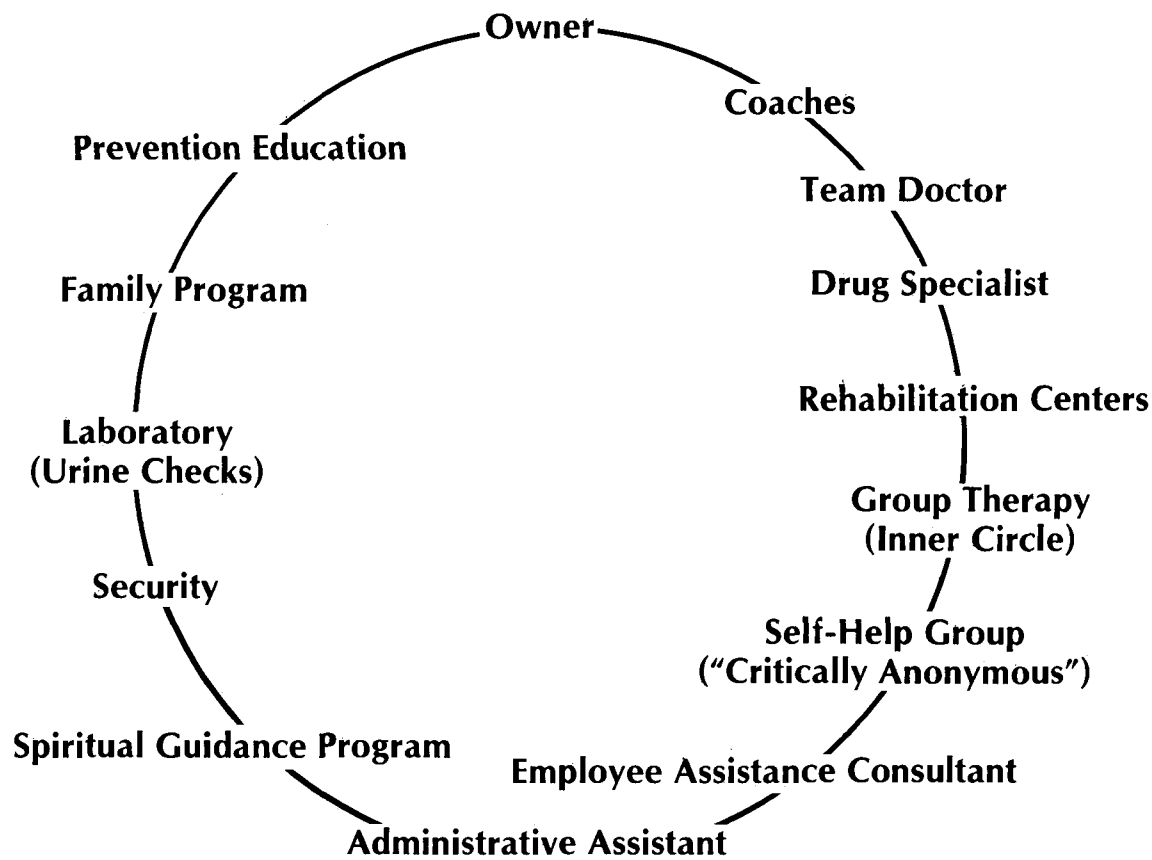 Owner
Coaches
Team Doctor
Drug Specialist
Rehabilitation Centers
Group Therapy
(Inner Circle)
Self-Help Group
("Critically Anonymous")
Employee Assistance Consultant
Administrative Assistant
Spiritual Guidance Program
Security
Laboratory
(Urine Checks)
Family Program
Prevention Education